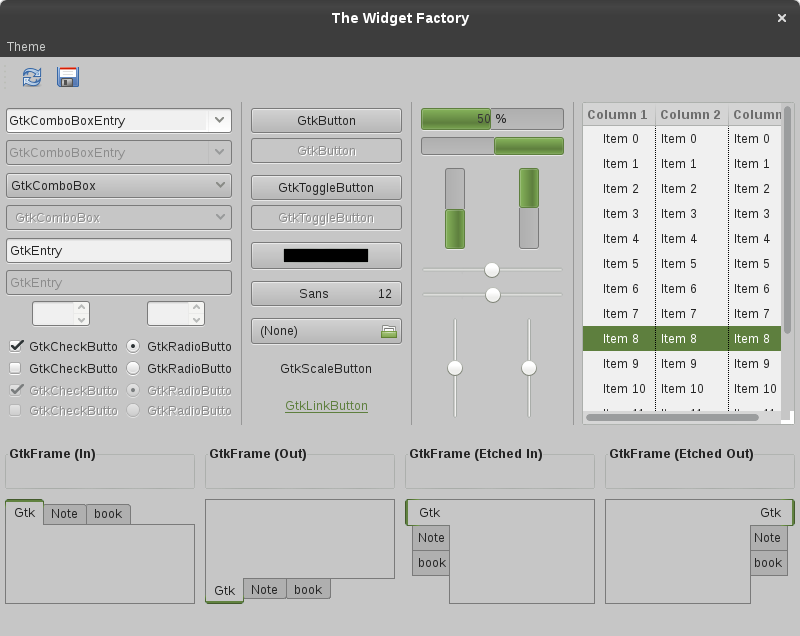 The Widget Factory
Theme
GtkComboBoxEntry
GtkComboBoxEntry
GtkComboBox
GtkComboBox
GtkEntry
GtkEntry
GtkCheckButto GtkRadioButto
GtkCheckButto GtkRadioButto
GtkCheckButto GtkRadioButto
GtkCheckButto GtkRadioButto
GtkButton
GtkButton
GtkToggleButton
GtkToggleButton
Sans 12
(None)
GtkScaleButton
GtkLinkButton
50 %
Column 1 Column 2 Column
Item 0 Item 0 Item 0
Item 1 Item 1 Item 1
Item 2 Item 2 Item 2
Item 3 Item 3 Item 3
Item 4 Item 4 Item 4
Item 5 Item 5 Item 5
Item 6 Item 6 Item 6
Item 7 Item 7 Item 7
Item 8 Item 8 Item 8
Item 9 Item 9 Item 9
Item 10 Item 10 Item 10
GtkFrame (In)
GtkFrame (Out)
GtkFrame (Etched In)
GtkFrame (Etched Out)
Gtk Note book
Gtk Note book
Gtk
Note
book
Gtk
Note
book